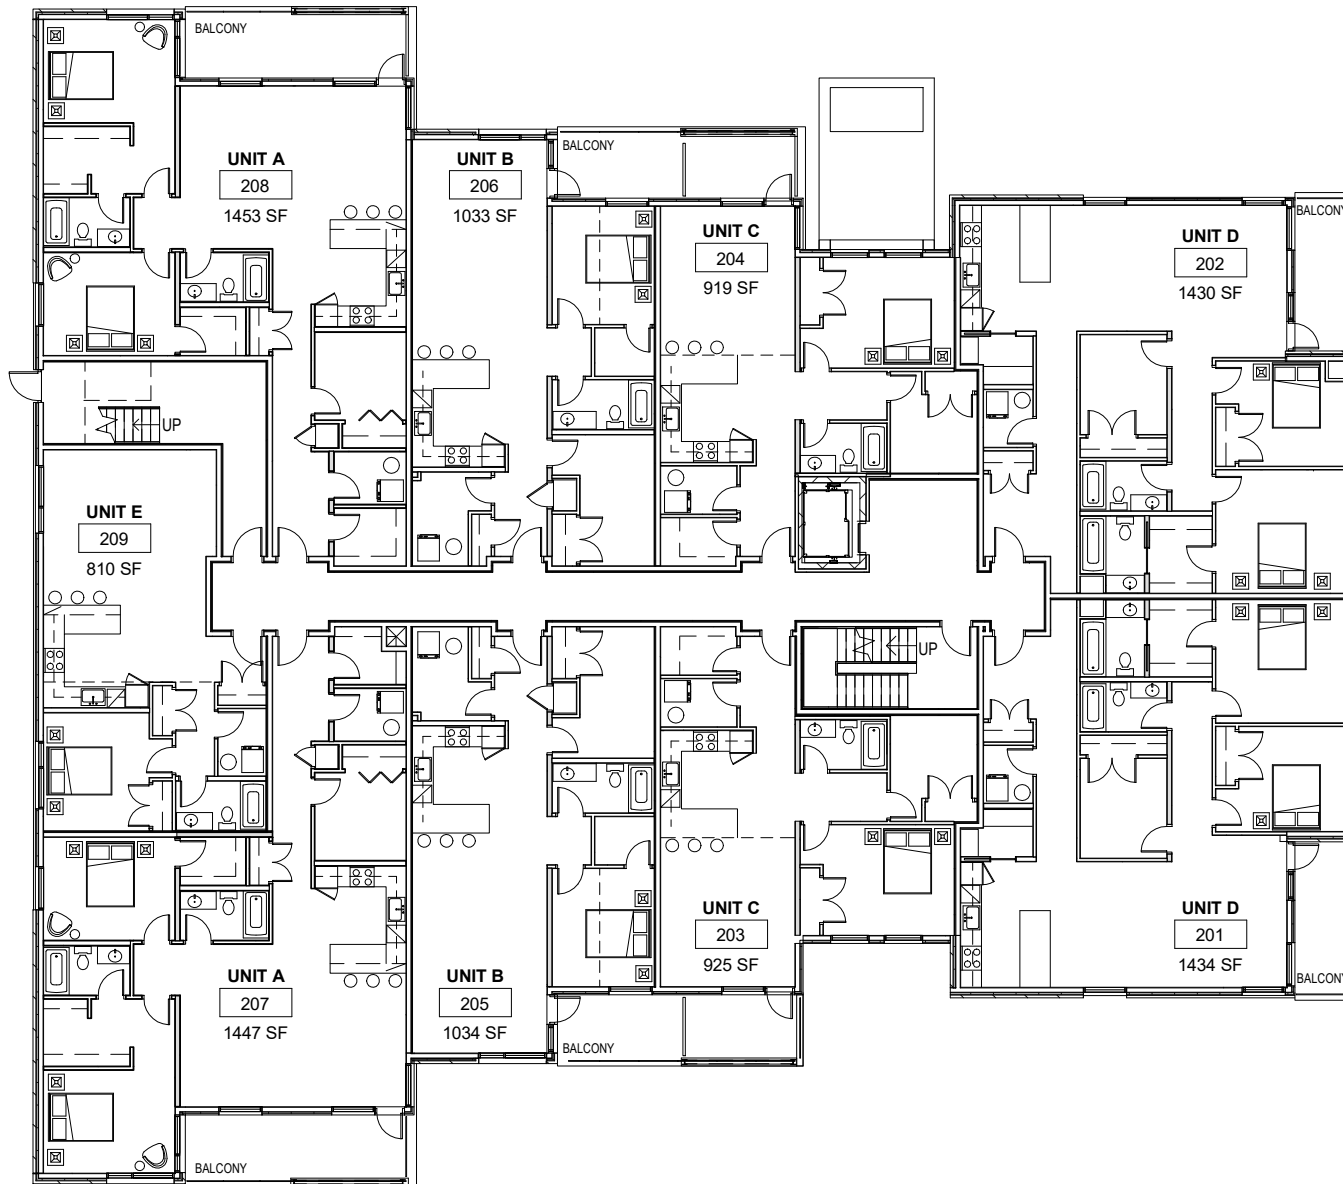 BALCONY
UNIT A
208
1453 SF
UNIT B
206
1033 SF
BALCONY
UNIT C
204
919 SF
BALCONY
UNIT D
202
1430 SF
UP
UNIT E
209
810 SF
UP
UNIT A
207
1447 SF
UNIT B
205
1034 SF
UNIT C
203
925 SF
UNIT D
201
1434 SF
BALCONY
BALCONY
BALCONY